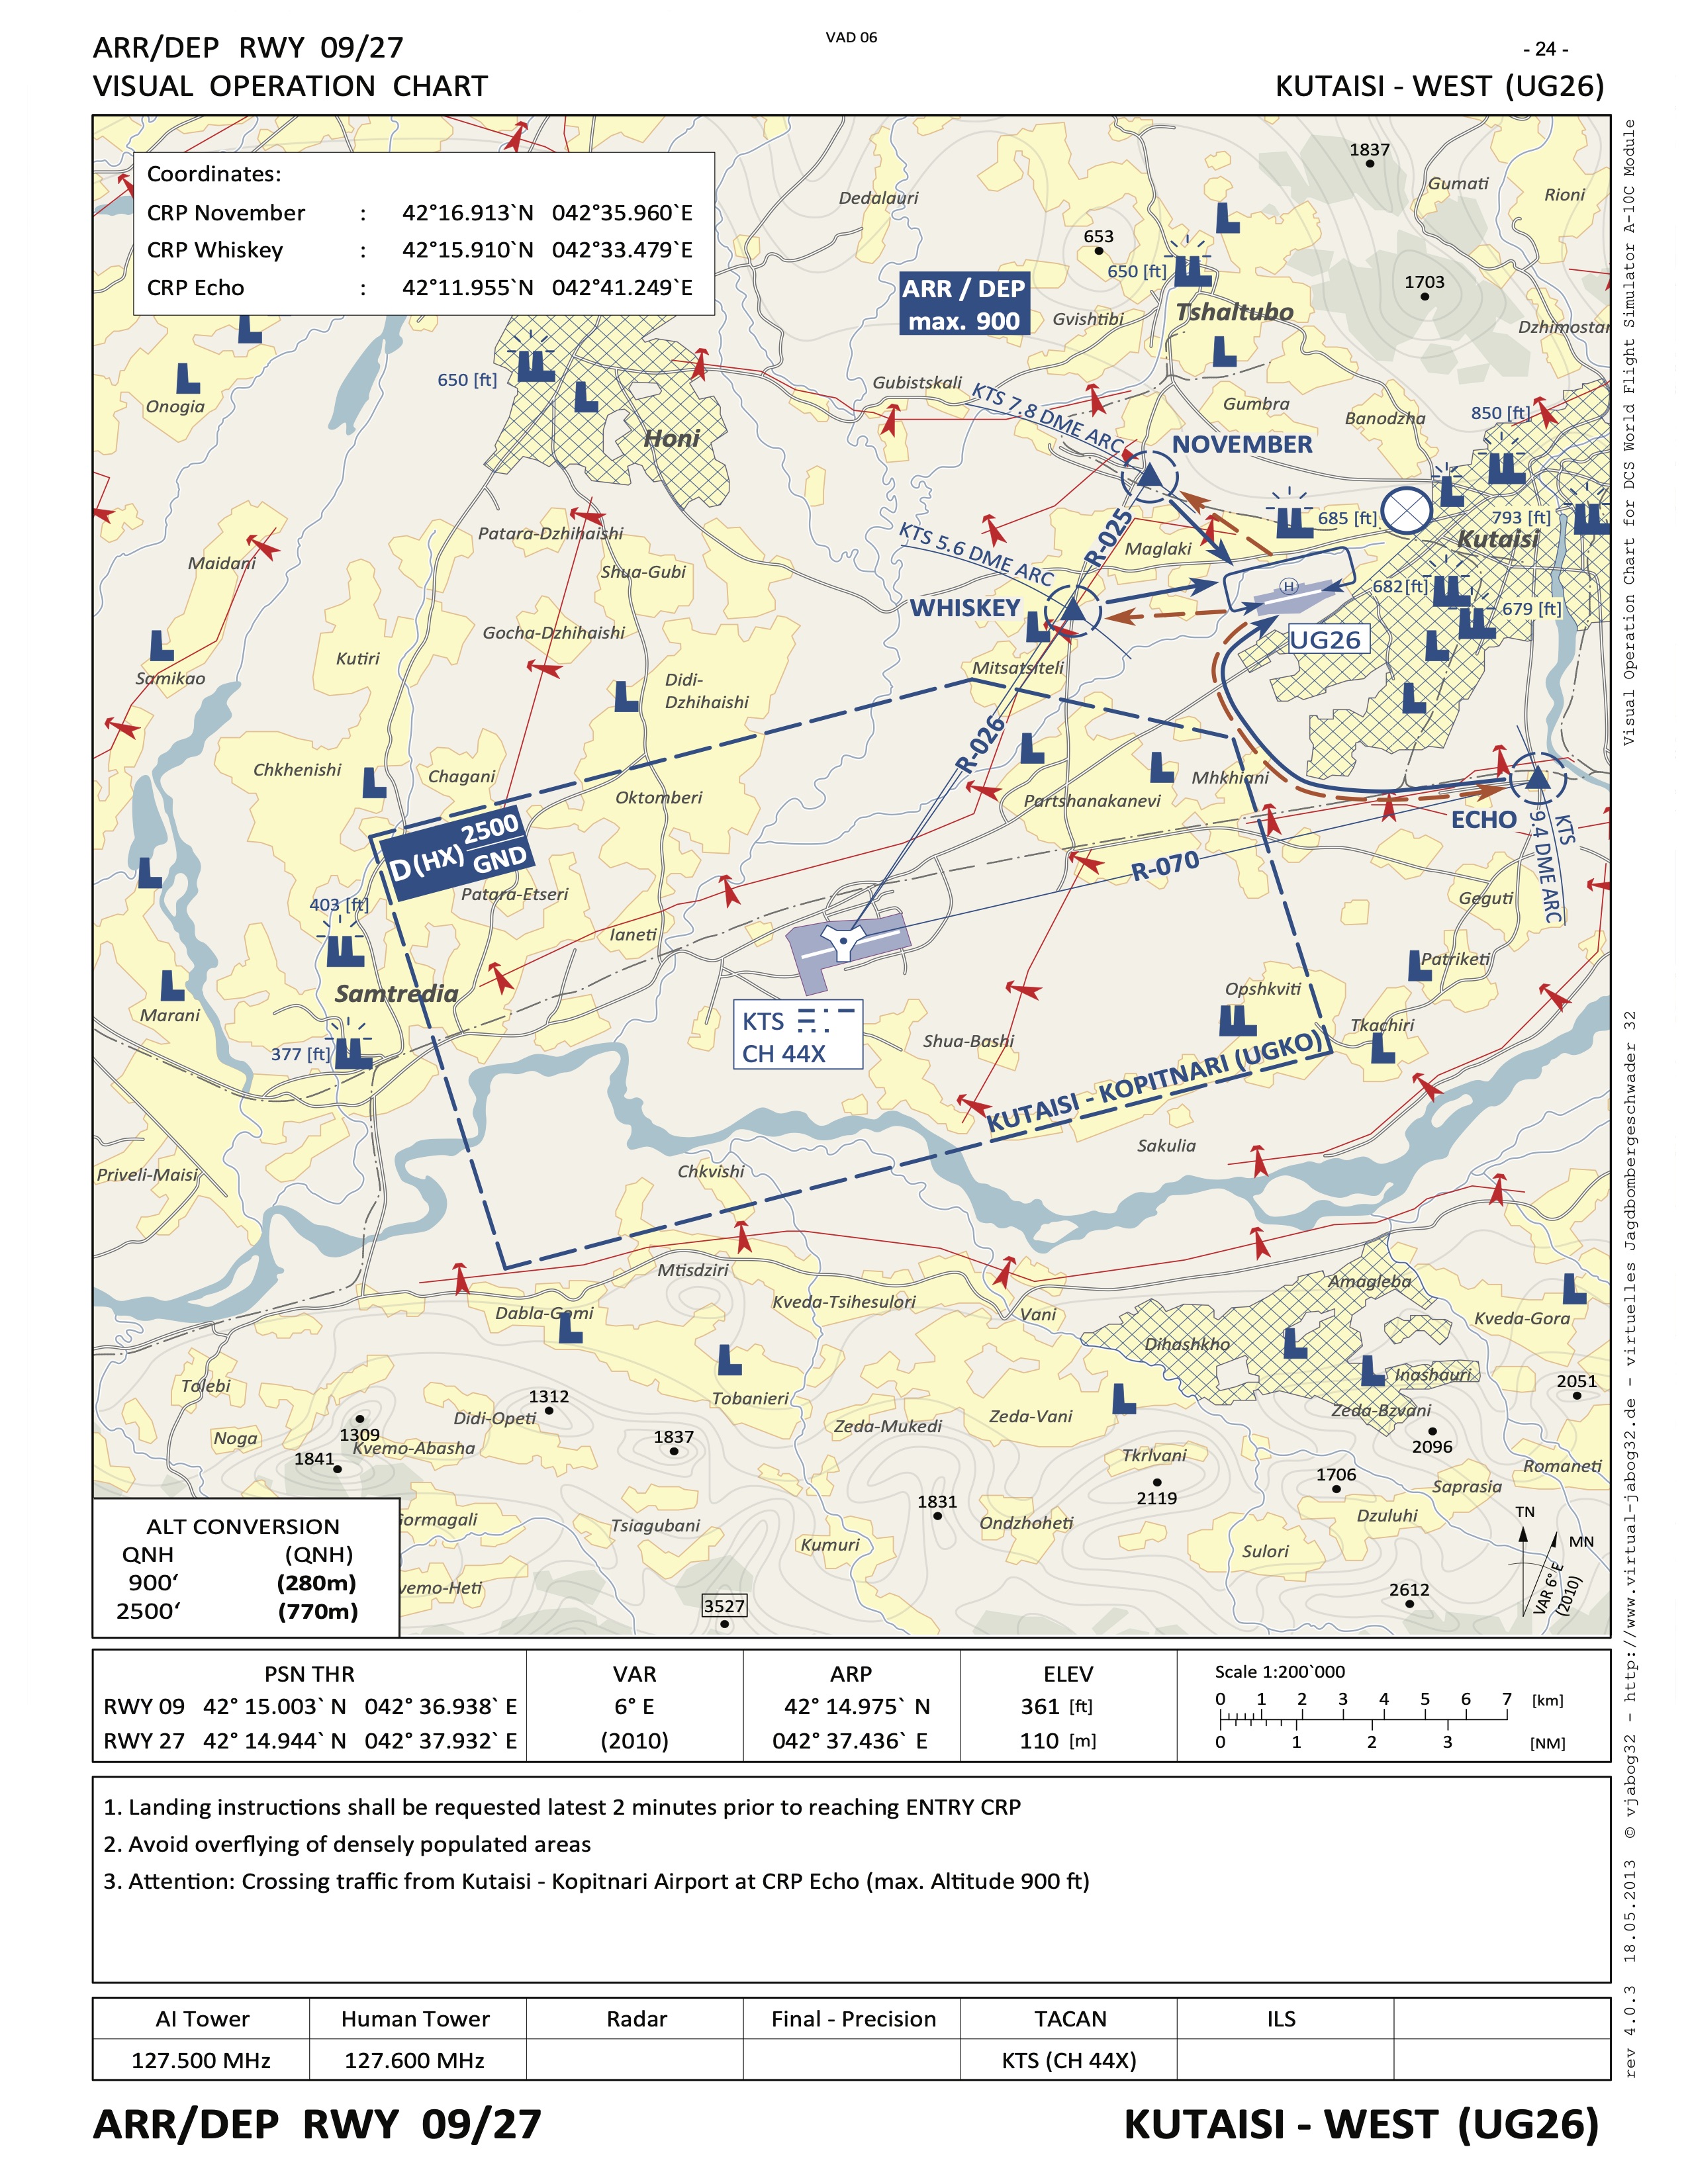 ARR/DEP RWY 09/27
VAD 06
- 24 -
VISUAL OPERATION CHART
KUTAISI - WEST (UG26)
Coordinates:
CRP November : 42°16.913`N 042°35.960`E
CRP Whiskey : 42°15.910`N 042°33.479`E
CRP Echo : 42°11.955`N 042°41.249`E
1837
Gumati
Rioni
Dedalauri
653
650 [ft]
1703
ARR / DEP
max. 900
Gvishtibi
Tshaltubo
Dzhimostar
650 [ft]
Onogia
Gubistskali
KTS 7.8 DME ARC
Gumbra
Banodzha
850 [ft]
Honi
NOVEMBER
685 [ft]
793 [ft]
Kutaisi
Patara-Dzhihaishi
KTS 5.6 DME ARC
R-025
Maglaki
Maidani
Shua-Gubi
H
682[ft]
679 [ft]
WHISKEY
Gocha-Dzhihaishi
UG26
Kutiri
Mitsatsiteli
Samikao
Didi-
Dzhihaishi
R-026
Chkhenishi
Chagani
Oktomberi
Mhkhiani
Partshanakanevi
ECHO
KTS
9.4 DME ARC
D(HX) 2500
GND
R-070
Patara-Etseri
Geguti
403 [ft]
Ianeti
Patriketi
Samtredia
Opshkviti
Marani
KTS
CH 44X
Shua-Bashi
Tkachiri
377 [ft]
KUTAISI - KOPITNARI (UGKO)
Sakulia
Priveli-Maisi
Chkvishi
Mtisdziri
Amagleba
Dabla-Gomi
Kveda-Tsihesulori
Vani
Kveda-Gora
Dihashkho
Inashauri
Tolebi
2051
1312
Tobanieri
Didi-Opeti
Zeda-Vani
Zeda-Bzvani
Noga
1309
Zeda-Mukedi
Kvemo-Abasha
1837
2096
1841
Tkrlvani
Romaneti
1706
Saprasia
2119
1831
Gormagali
Tsiagubani
Ondzhoheti
Dzuluhi
TN
MN
Kumuri
Sulori
VAR 6° E
(2010)
vemo-Heti
2612
3527
ALT CONVERSION
QNH (QNH)
900‘ (280m)
2500‘ (770m)
PSN THR
RWY 09 42° 15.003` N 042° 36.938` E
RWY 27 42° 14.944` N 042° 37.932` E
VAR
6° E
(2010)
ARP
42° 14.975` N
042° 37.436` E
ELEV
361 [ft]
110 [m]
Scale 1:200`000
0 1 2 3 4 5 6 7 [km]
0 1 2 3 [NM]
1. Landing instructions shall be requested latest 2 minutes prior to reaching ENTRY CRP
2. Avoid overflying of densely populated areas
3. Attention: Crossing traffic from Kutaisi - Kopitnari Airport at CRP Echo (max. Altitude 900 ft)
AI Tower Human Tower Radar Final - Precision TACAN ILS
127.500 MHz 127.600 MHz KTS (CH 44X)
ARR/DEP RWY 09/27
KUTAISI - WEST (UG26)
Visual Operation Chart for DCS World Flight Simulator A-10C Module
rev 4.0.3 18.05.2013 © vjabog32 - http://www.virtual-jabog32.de - virtuelles Jagdbombergeschwader 32